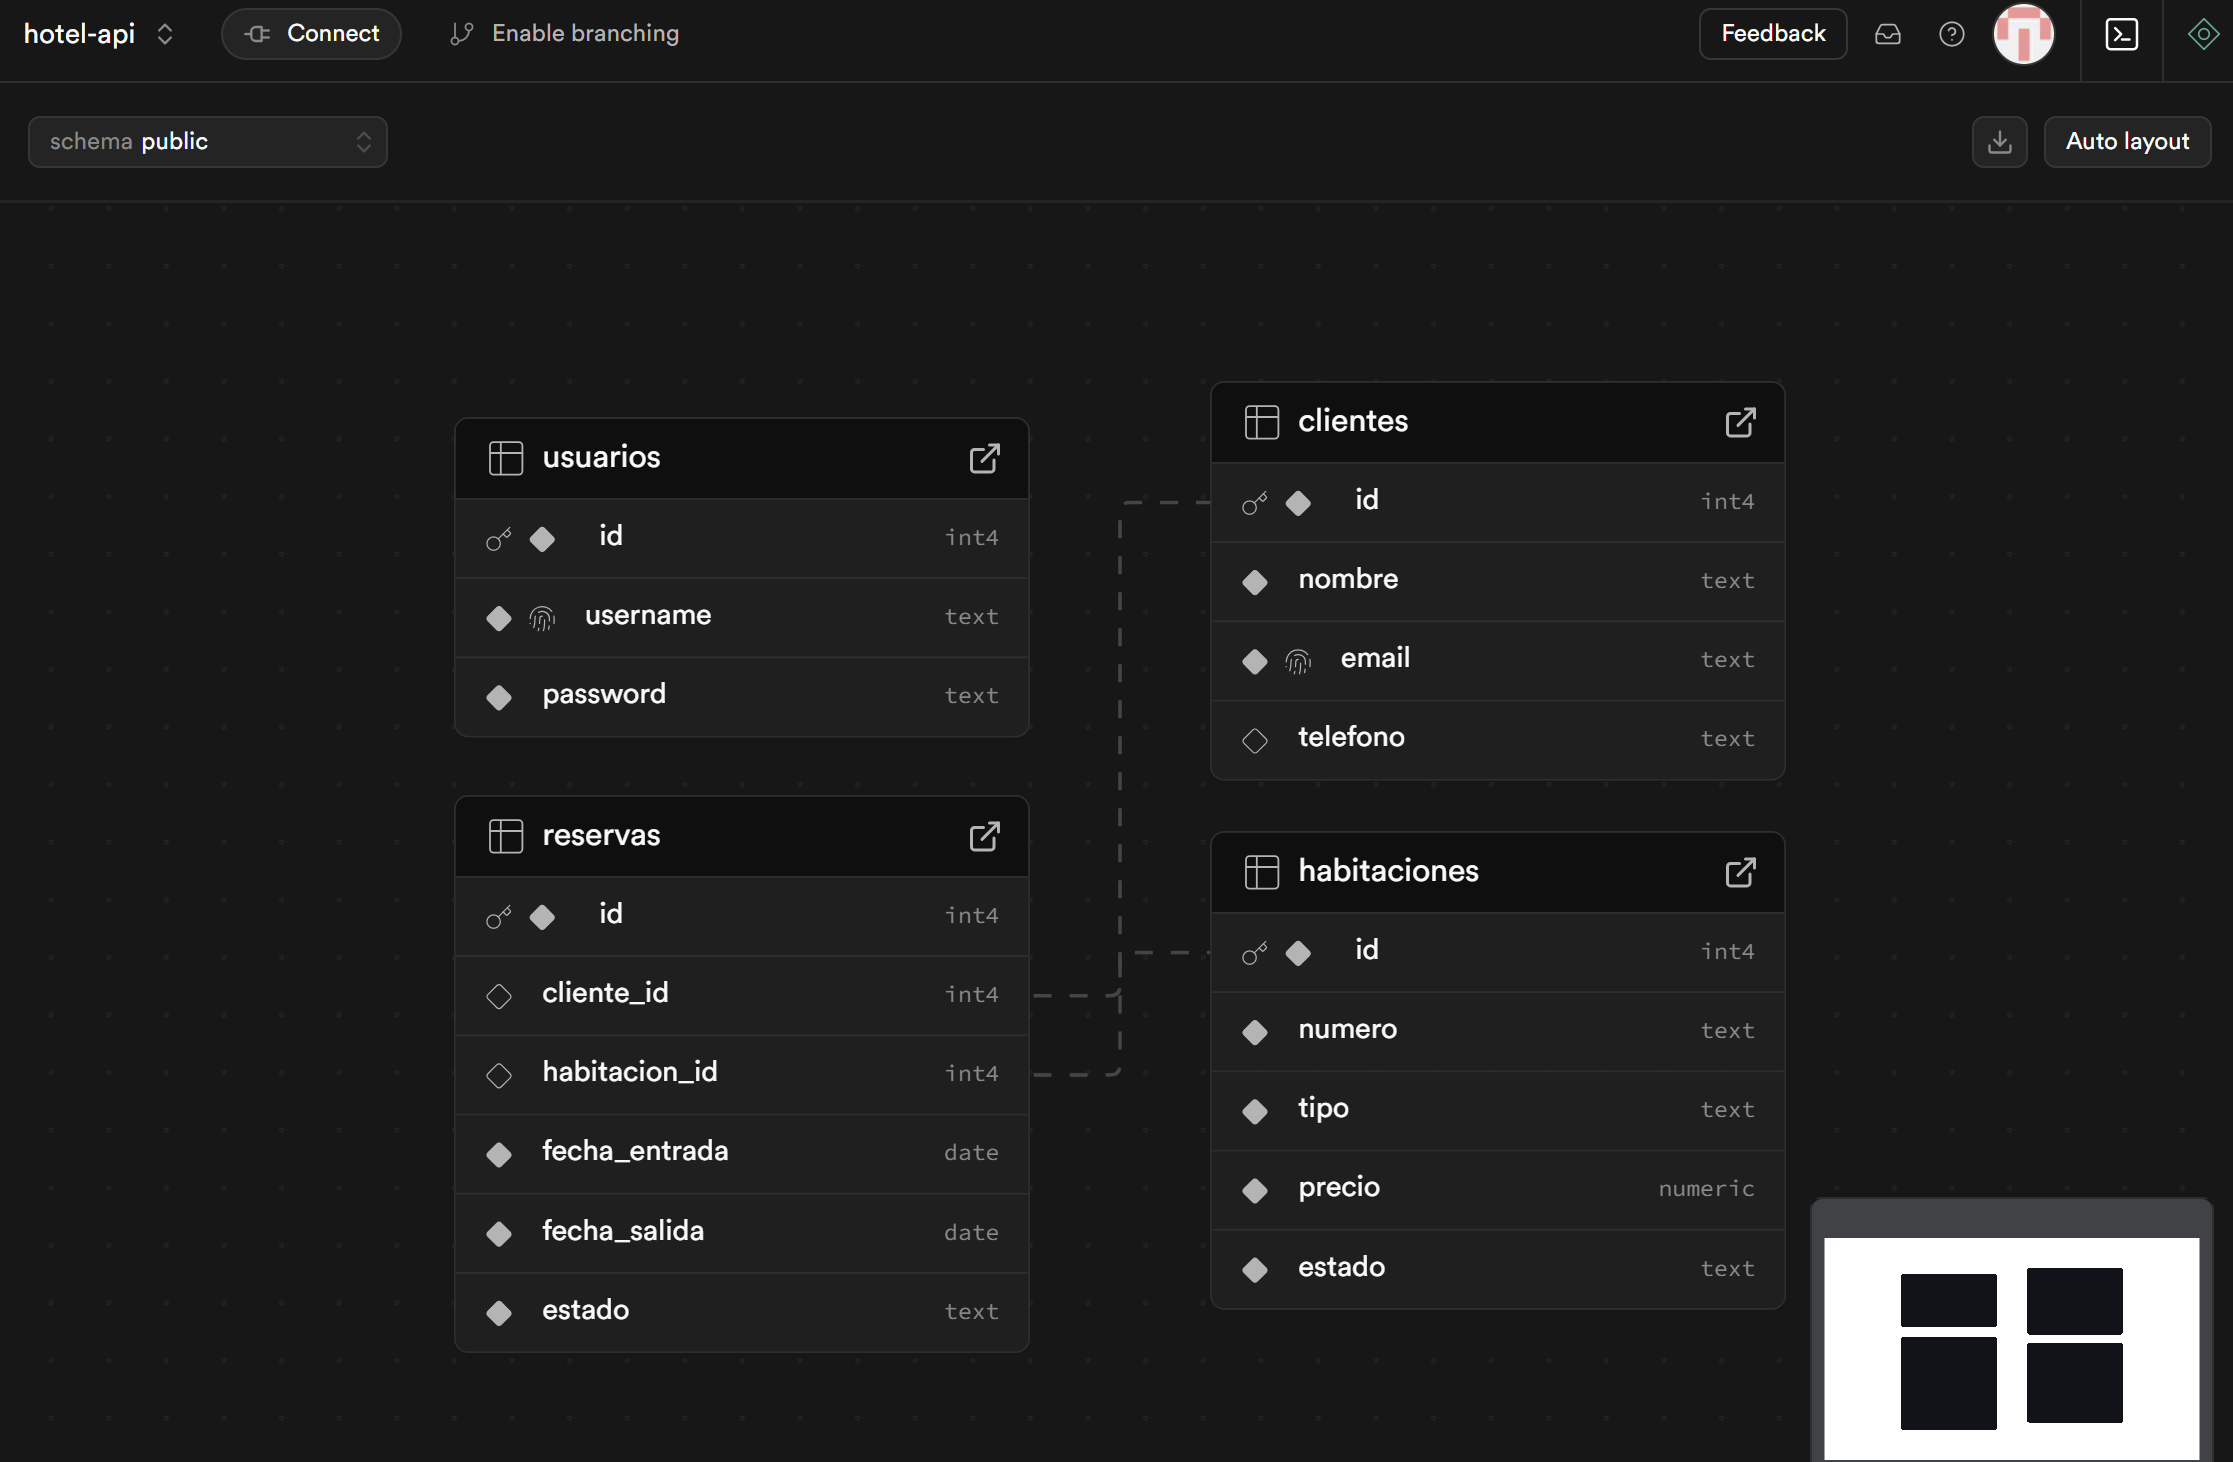 hotel-api
Connect
Enable branching
Feedback
schema public
Auto layout
usuarios
id int4
username text
password text
clientes
id int4
nombre text
email text
telefono text
reservas
id int4
cliente_id int4
habitacion_id int4
fecha_entrada date
fecha_salida date
estado text
habitaciones
id int4
numero text
tipo text
precio numeric
estado text